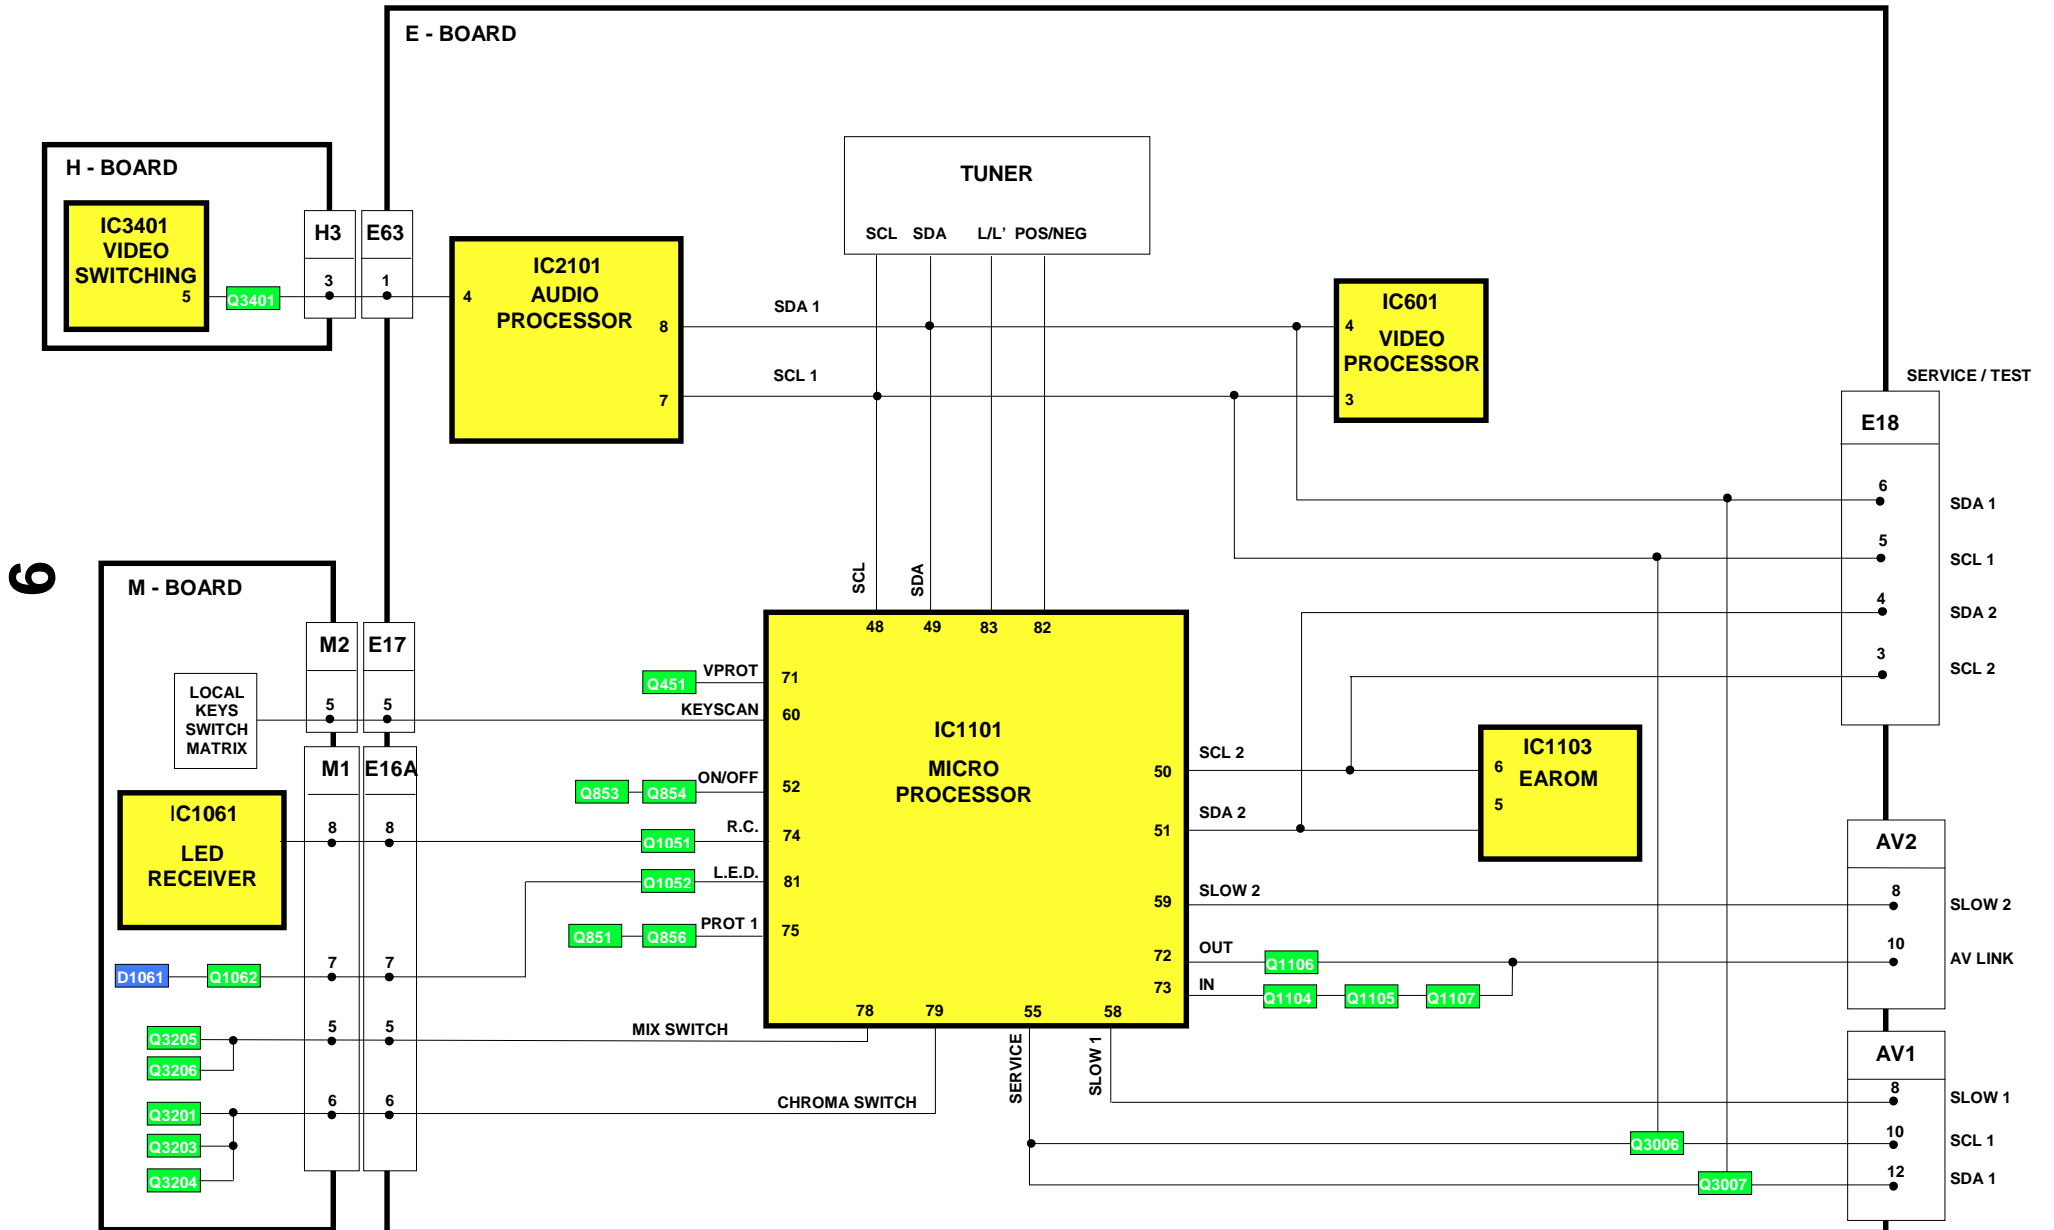 E - BOARD
H - BOARD
IC3401
VIDEO
SWITCHING
5
Q3401
H3
3
E63
1
IC2101
AUDIO
PROCESSOR
4
8
7
TUNER
SCL SDA L/L' POS/NEG
SDA 1
SCL 1
IC601
VIDEO
PROCESSOR
4
3
SERVICE / TEST
E18
6
SDA 1
5
SCL 1
4
SDA 2
3
SCL 2
9
M - BOARD
M2
5
E17
5
LOCAL
KEYS
SWITCH
MATRIX
M1
E16A
IC1061
LED
RECEIVER
8 8
D1061 Q1062
7 7
Q3205
Q3206
5 5
Q3201
Q3203
Q3204
6 6
SCL
SDA
48 49 83 82
Q451
VPROT
71
KEYSCAN
60
Q853 Q854
ON/OFF
52
Q1051
R.C.
74
Q1052
L.E.D.
81
Q851 Q856
PROT 1
75
IC1101
MICRO
PROCESSOR
50
SCL 2
51
SDA 2
59
SLOW 2
72
OUT
Q1106
73
IN
Q1104 Q1105 Q1107
78 79 55 58
MIX SWITCH
CHROMA SWITCH
SERVICE
SLOW 1
IC1103
EAROM
6
5
AV2
8
SLOW 2
10
AV LINK
AV1
8
SLOW 1
Q3006
10
SCL 1
Q3007
12
SDA 1